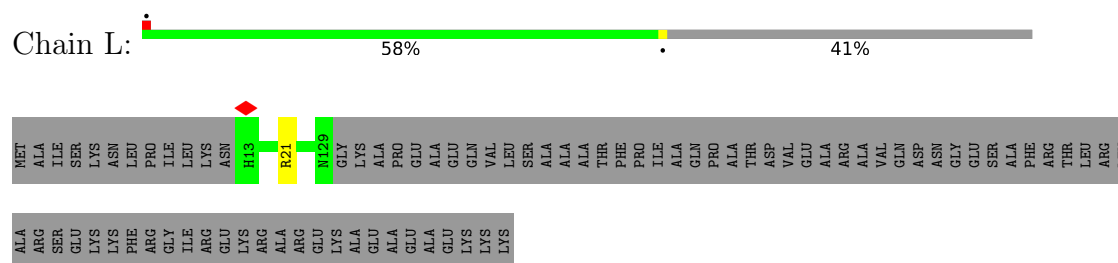 Chain L:
•
58%
•
41%
MET ALA ILE SER LYS ASN LEU PRO ILE LEU LYS ASN H13 R21 N129 GLY LYS ALA PRO GLU ALA GLU GLN VAL LEU SER ALA ALA ALA THR PHE PRO ILE ALA GLN PRO ALA THR ASP VAL GLU ALA ARG ALA VAL GLN ASP ASN GLY GLU SER ALA PHE ARG THR LEU ARG
ALA ARG SER GLU LYS LYS PHE ARG GLY ILE ARG GLU LYS ARG ALA ARG GLU LYS ALA GLU ALA GLU ALA GLU LYS LYS LYS